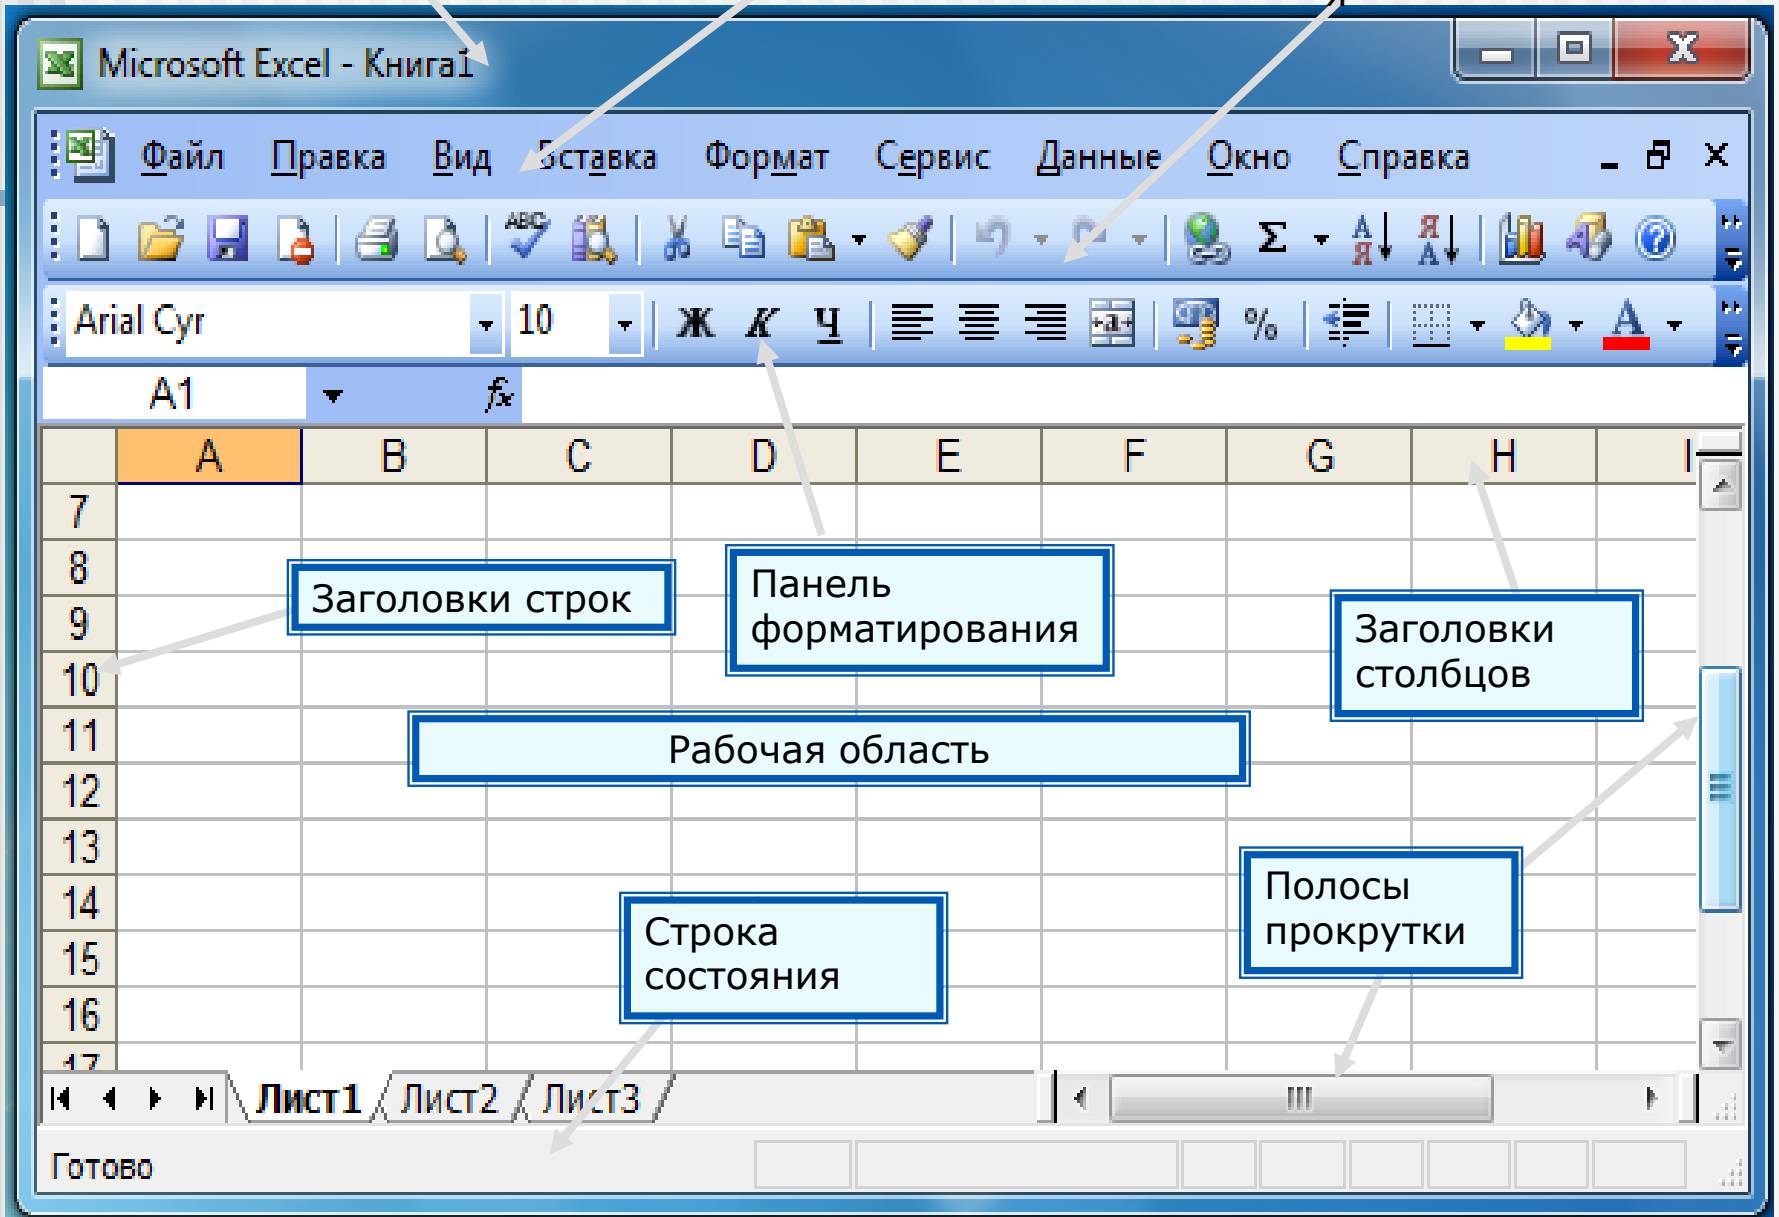 Microsoft Excel - Книга1
Файл Правка Вид Вставка Формат Сервис Данные Окно Справка
Arial Cyr 10 Ж К Ч %
A1 fx
A B C D E F G H I
7
8
Заголовки строк
Панель
форматирования
9
Заголовки
столбцов
10
11
Рабочая область
12
13
14
Полосы
прокрутки
15
Строка
состояния
16
17
Лист1 Лист2 Лист3
Готово